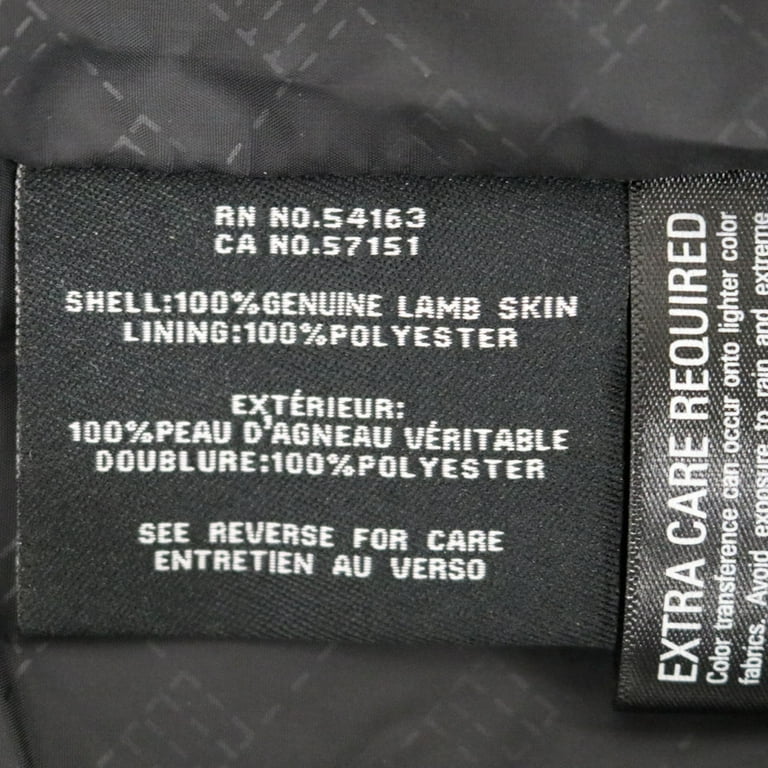 RN NO.54163
CA NO.57151
SHELL:100%GENUINE LAMB SKIN
LINING:100%POLYESTER
EXTÉRIEUR:
100%PEAU D'AGNEAU VÉRITABLE
DOUBLURE:100%POLYESTER
SEE REVERSE FOR CARE
ENTRETIEN AU VERSO
EXTRA CARE REQUIRED
Color transference can occur onto lighter color
fabrics. Avoid exposure to rain and extreme